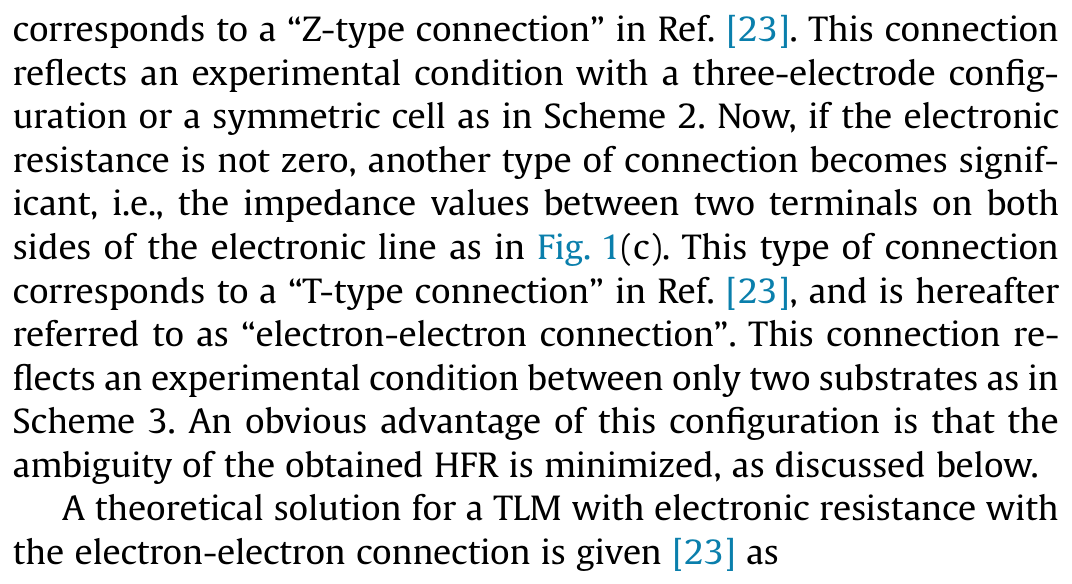 corresponds to a “Z-type connection” in Ref. [23]. This connection
reflects an experimental condition with a three-electrode config-
uration or a symmetric cell as in Scheme 2. Now, if the electronic
resistance is not zero, another type of connection becomes signif-
icant, i.e., the impedance values between two terminals on both
sides of the electronic line as in Fig. 1(c). This type of connection
corresponds to a “T-type connection” in Ref. [23], and is hereafter
referred to as “electron-electron connection”. This connection re-
flects an experimental condition between only two substrates as in
Scheme 3. An obvious advantage of this configuration is that the
ambiguity of the obtained HFR is minimized, as discussed below.
A theoretical solution for a TLM with electronic resistance with
the electron-electron connection is given [23] as